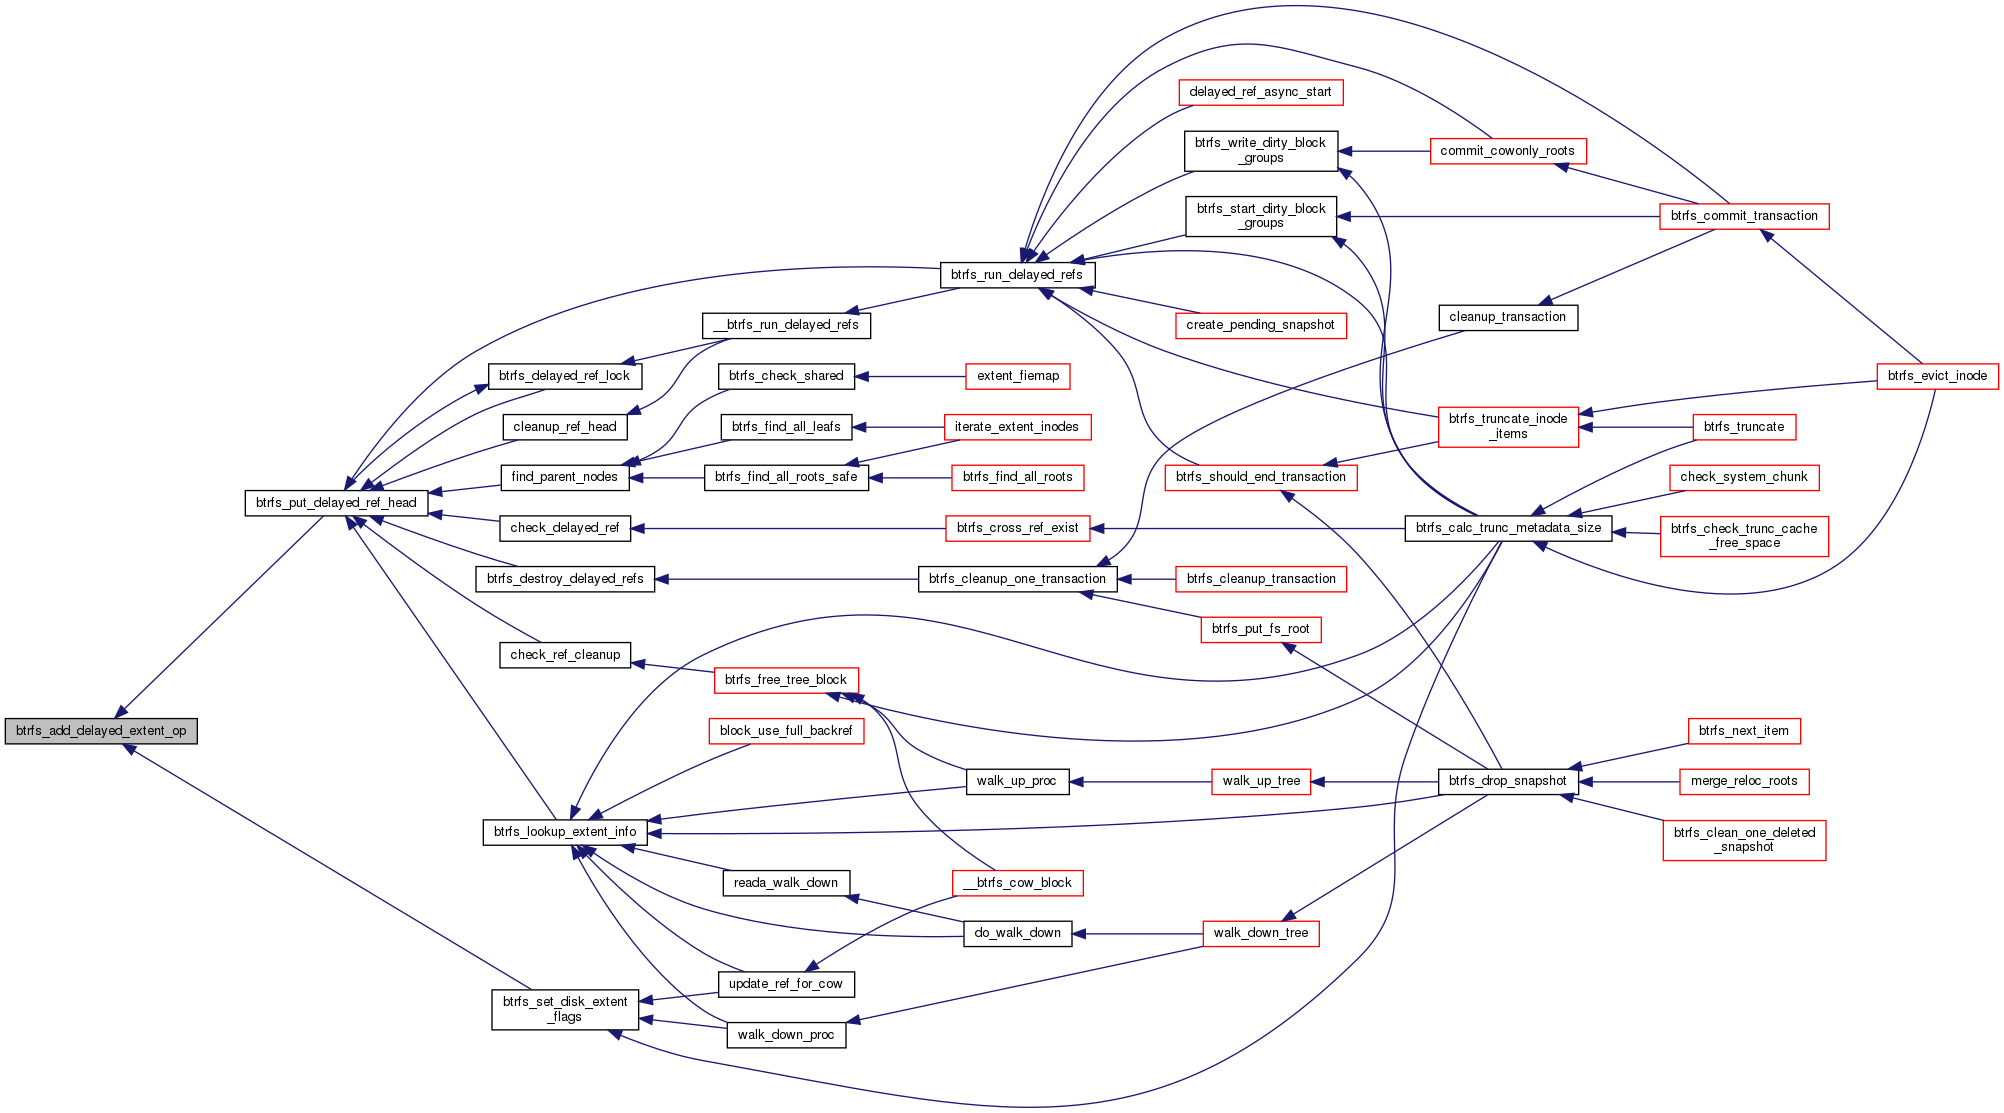 delayed_ref_async_start
btrfs_write_dirty_block
_groups
commit_cowonly_roots
btrfs_start_dirty_block
_groups
btrfs_commit_transaction
btrfs_run_delayed_refs
__btrfs_run_delayed_refs
create_pending_snapshot
cleanup_transaction
btrfs_delayed_ref_lock
btrfs_check_shared
extent_fiemap
btrfs_evict_inode
cleanup_ref_head
btrfs_find_all_leafs
iterate_extent_inodes
btrfs_truncate_inode
_items
btrfs_truncate
find_parent_nodes
btrfs_find_all_roots_safe
btrfs_find_all_roots
btrfs_should_end_transaction
check_system_chunk
btrfs_put_delayed_ref_head
check_delayed_ref
btrfs_cross_ref_exist
btrfs_calc_trunc_metadata_size
btrfs_check_trunc_cache
_free_space
btrfs_destroy_delayed_refs
btrfs_cleanup_one_transaction
btrfs_cleanup_transaction
btrfs_put_fs_root
check_ref_cleanup
btrfs_free_tree_block
btrfs_add_delayed_extent_op
block_use_full_backref
btrfs_next_item
walk_up_proc
walk_up_tree
btrfs_drop_snapshot
merge_reloc_roots
btrfs_lookup_extent_info
btrfs_clean_one_deleted
_snapshot
reada_walk_down
__btrfs_cow_block
do_walk_down
walk_down_tree
update_ref_for_cow
btrfs_set_disk_extent
_flags
walk_down_proc